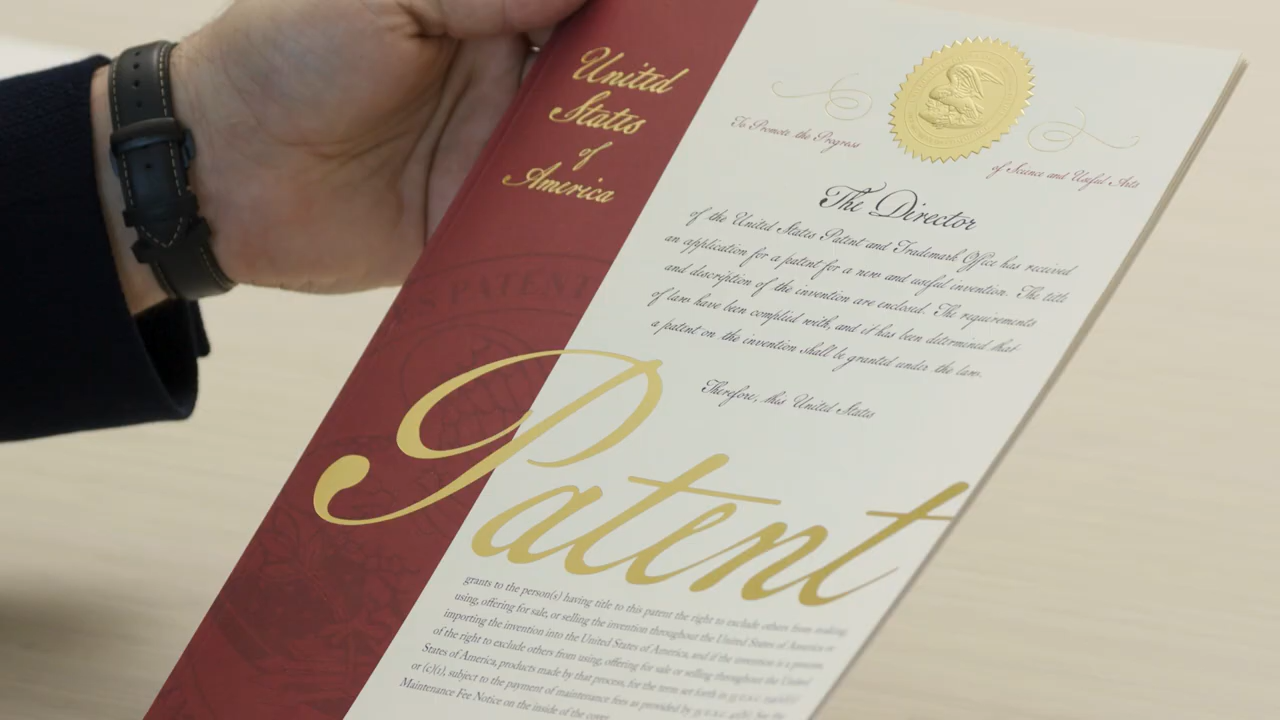 United
States
of
America
To Promote the Progress
of Science and Useful Arts
The Director
of the United States Patent and Trademark Office has received
an application for a patent for a new and useful invention. The title
and description of the invention are enclosed. The requirements
of law have been complied with, and it has been determined that
a patent on the invention shall be granted under the law.
Therefore, this United States
Patent
grants to the person(s) having title to this patent the right to exclude others from making,
using, offering for sale, or selling the invention throughout the United States of America or
importing the invention into the United States of America, and if the invention is a process,
of the right to exclude others from using, offering for sale or selling throughout the United
States of America, products made by that process, for the term set forth in
or (c)(1), subject to the payment of maintenance fees as provided by See the
Maintenance Fee Notice on the inside of the cover.